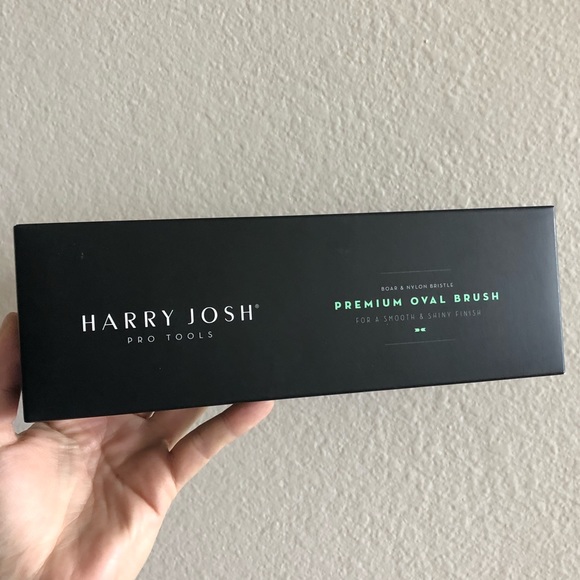 HARRY JOSH®
PRO TOOLS
BOAR & NYLON BRISTLE
PREMIUM OVAL BRUSH
FOR A SMOOTH & SHINY FINISH